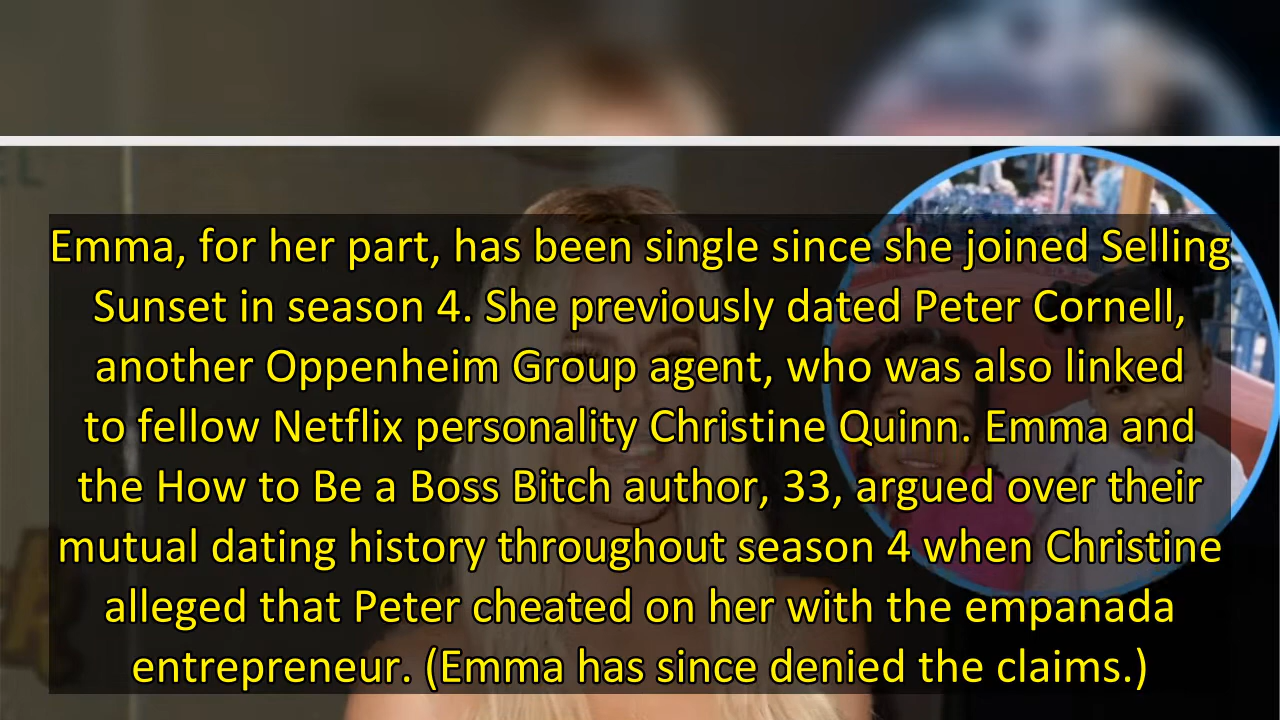 Emma, for her part, has been single since she joined Selling
Sunset in season 4. She previously dated Peter Cornell,
another Oppenheim Group agent, who was also linked
to fellow Netflix personality Christine Quinn. Emma and
the How to Be a Boss Bitch author, 33, argued over their
mutual dating history throughout season 4 when Christine
alleged that Peter cheated on her with the empanada
entrepreneur. (Emma has since denied the claims.)